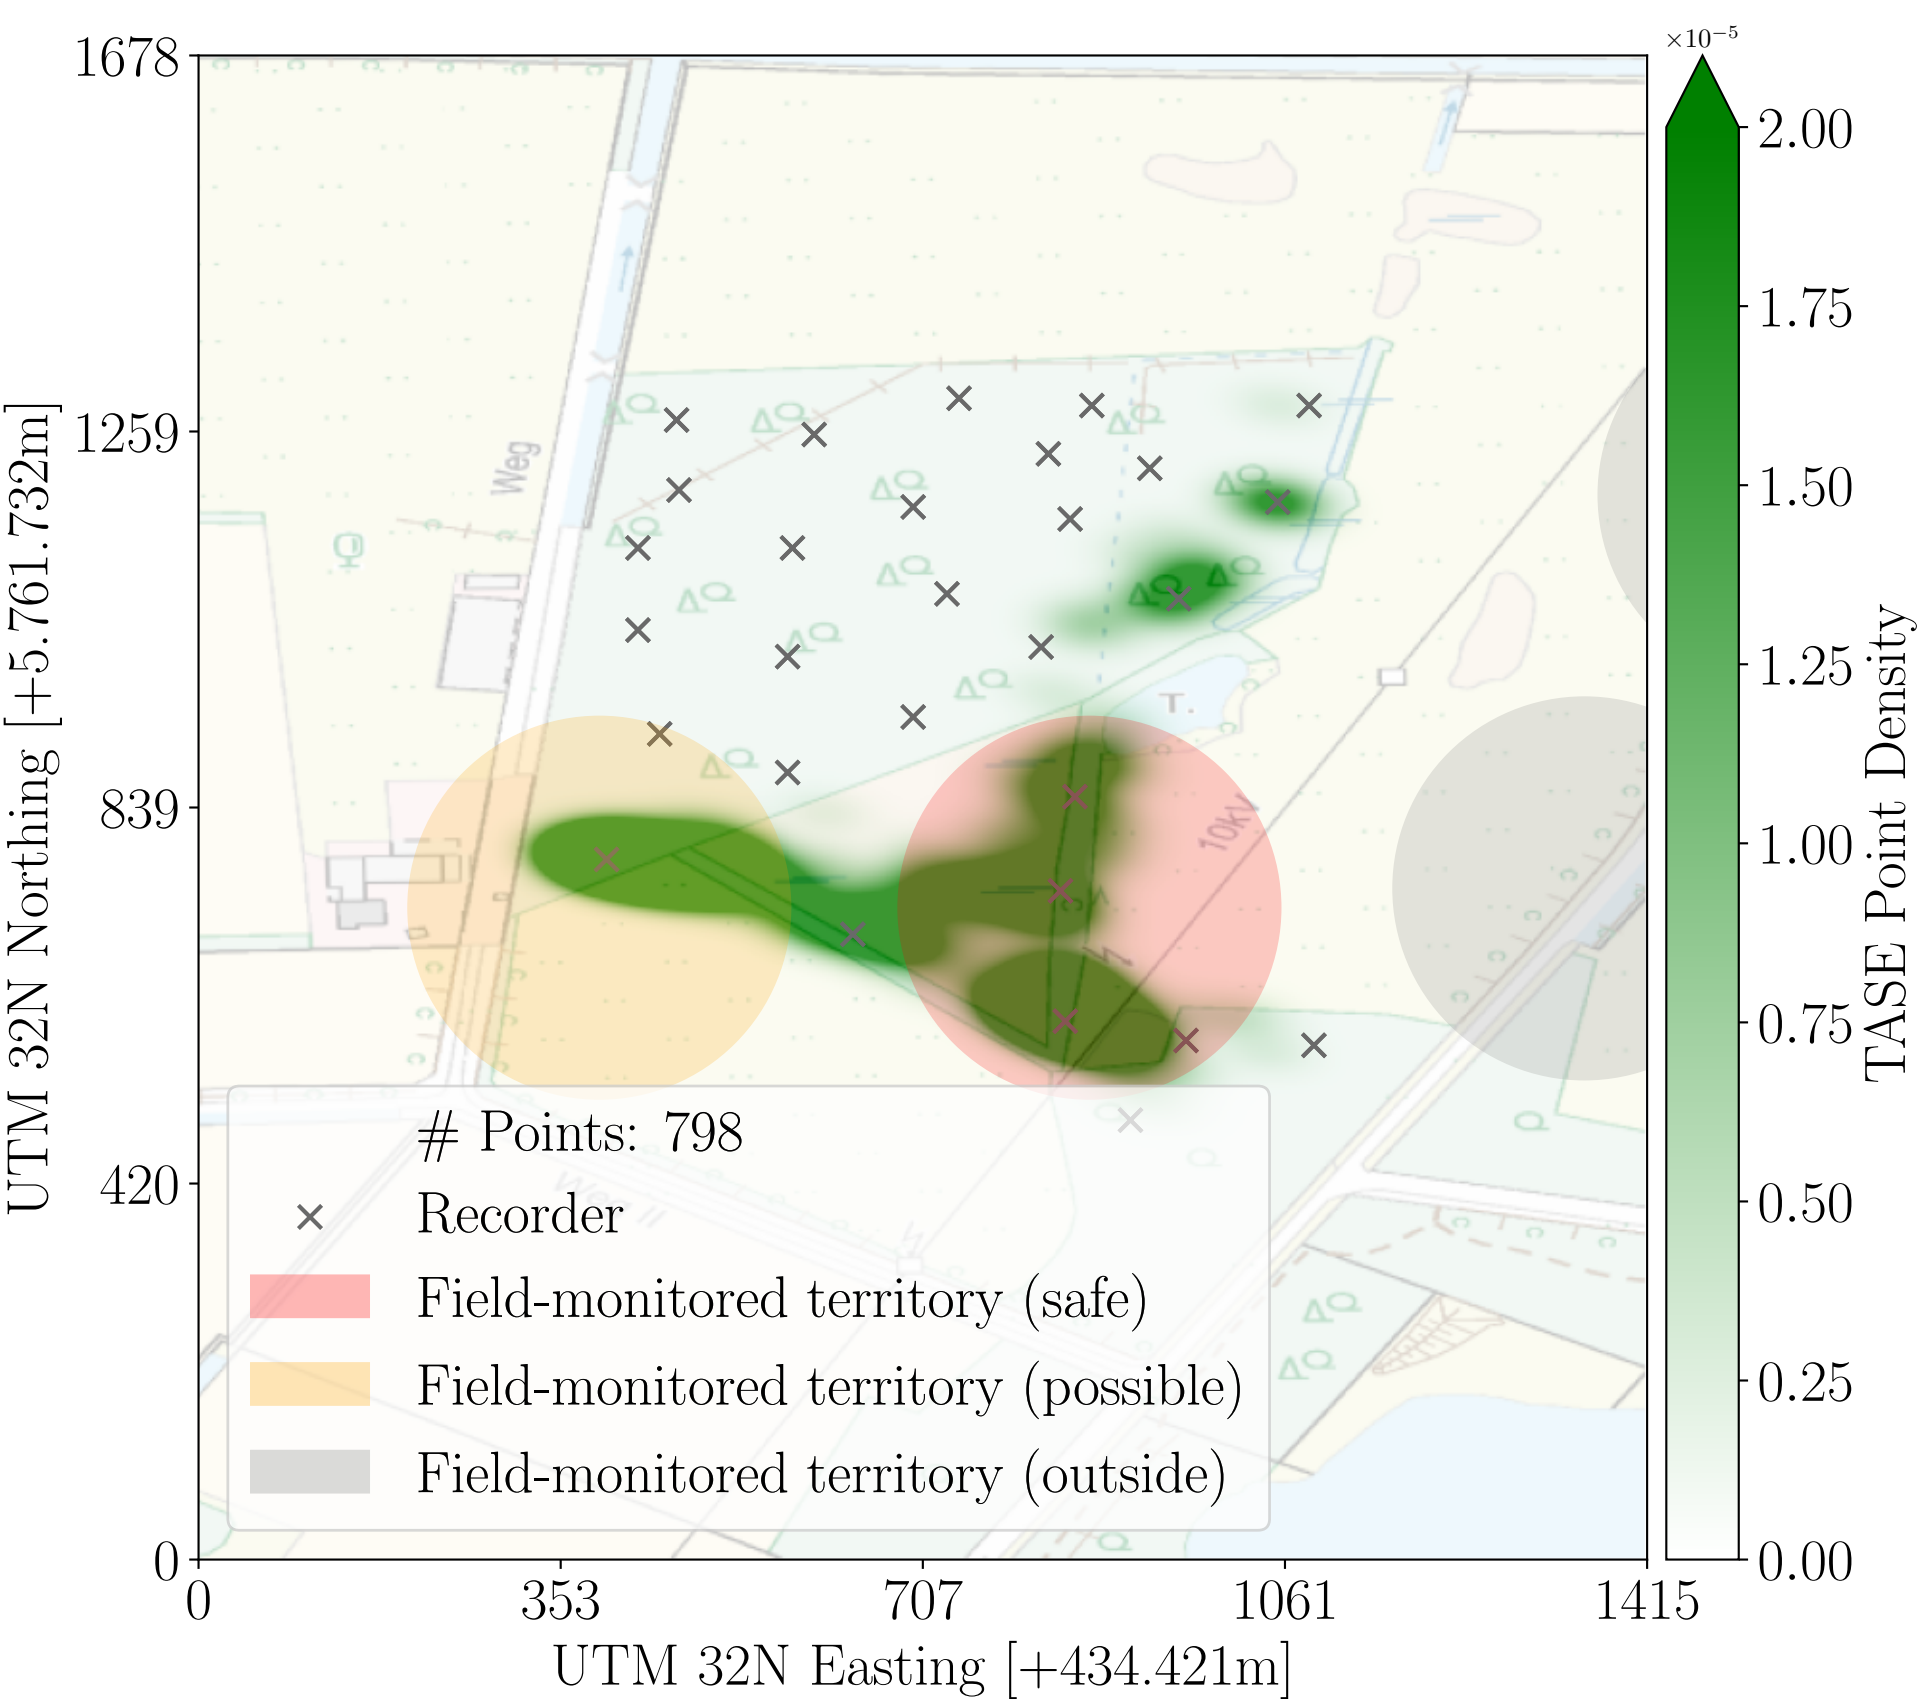 ×10⁻⁵
1678
1259
839
420
0
UTM 32N Northing [+5.761.732m]
0
353
707
1061
1415
UTM 32N Easting [+434.421m]
2.00
1.75
1.50
1.25
1.00
0.75
0.50
0.25
0.00
TASE Point Density
Weg
T.
10kV
Weg II
# Points: 798
Recorder
Field-monitored territory (safe)
Field-monitored territory (possible)
Field-monitored territory (outside)